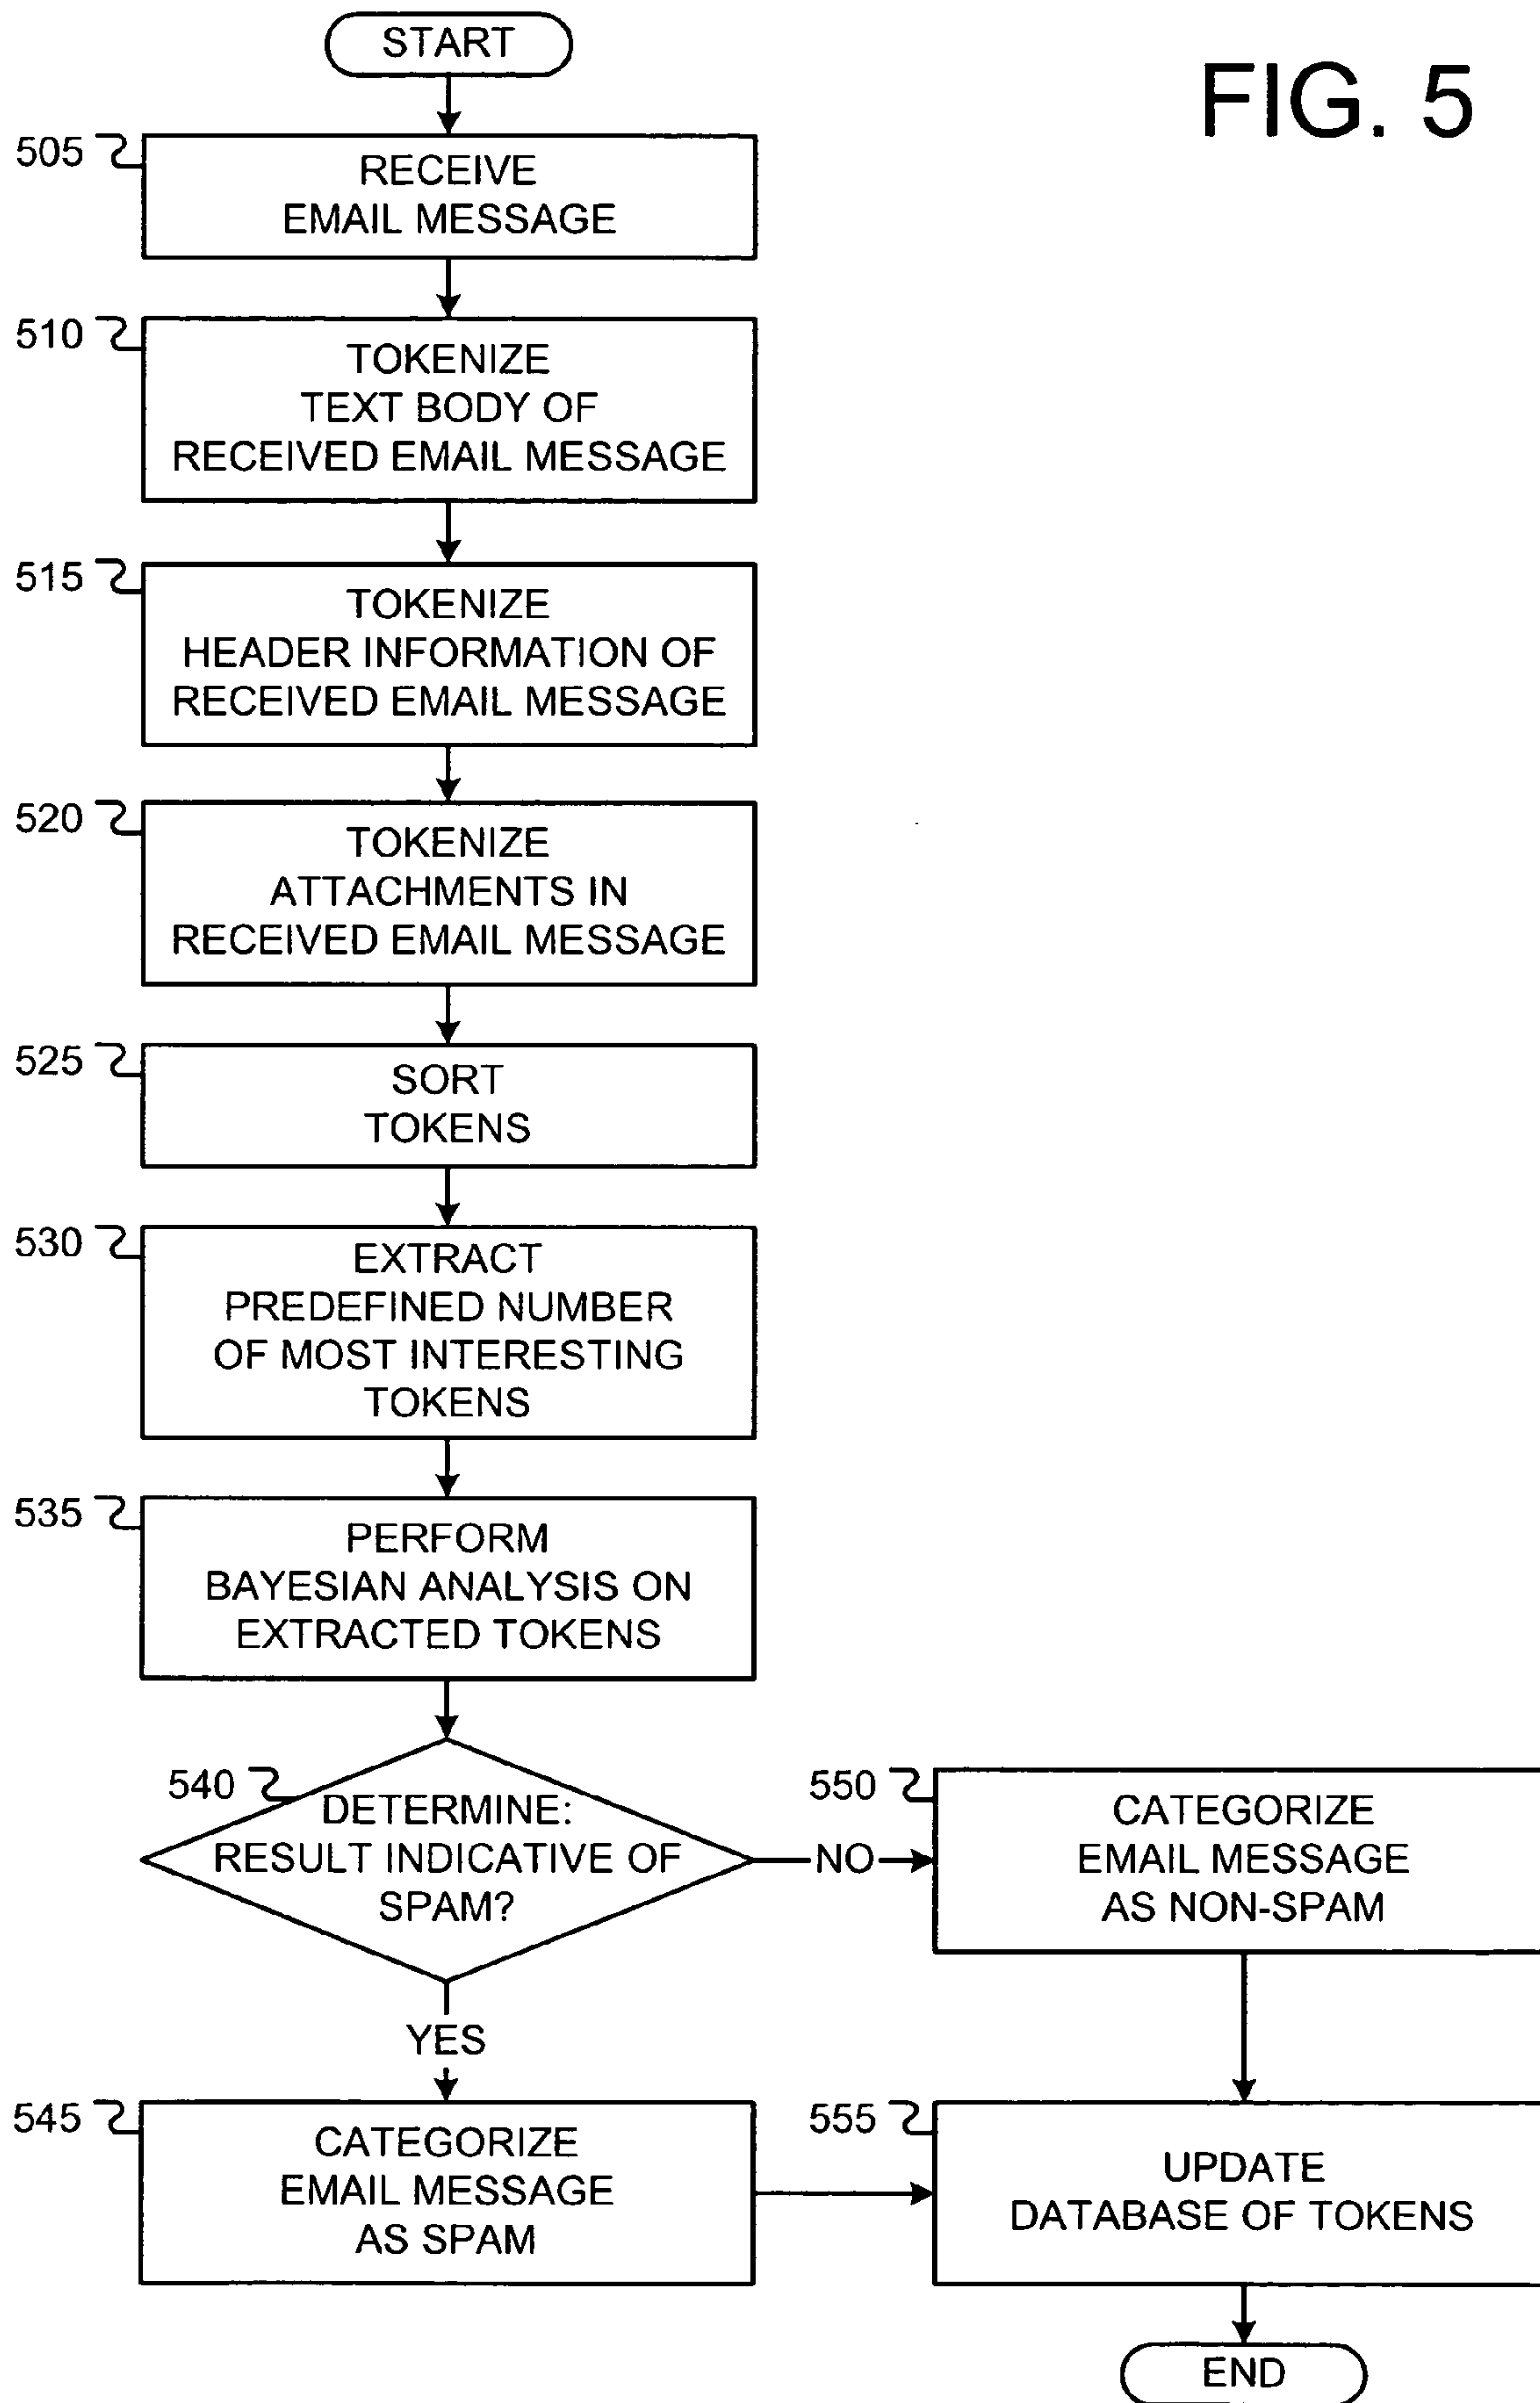 START
FIG. 5
505
RECEIVE
EMAIL MESSAGE
510
TOKENIZE
TEXT BODY OF
RECEIVED EMAIL MESSAGE
515
TOKENIZE
HEADER INFORMATION OF
RECEIVED EMAIL MESSAGE
520
TOKENIZE
ATTACHMENTS IN
RECEIVED EMAIL MESSAGE
525
SORT
TOKENS
530
EXTRACT
PREDEFINED NUMBER
OF MOST INTERESTING
TOKENS
535
PERFORM
BAYESIAN ANALYSIS ON
EXTRACTED TOKENS
540
DETERMINE:
RESULT INDICATIVE OF
SPAM?
NO
550
CATEGORIZE
EMAIL MESSAGE
AS NON-SPAM
YES
545
CATEGORIZE
EMAIL MESSAGE
AS SPAM
555
UPDATE
DATABASE OF TOKENS
END